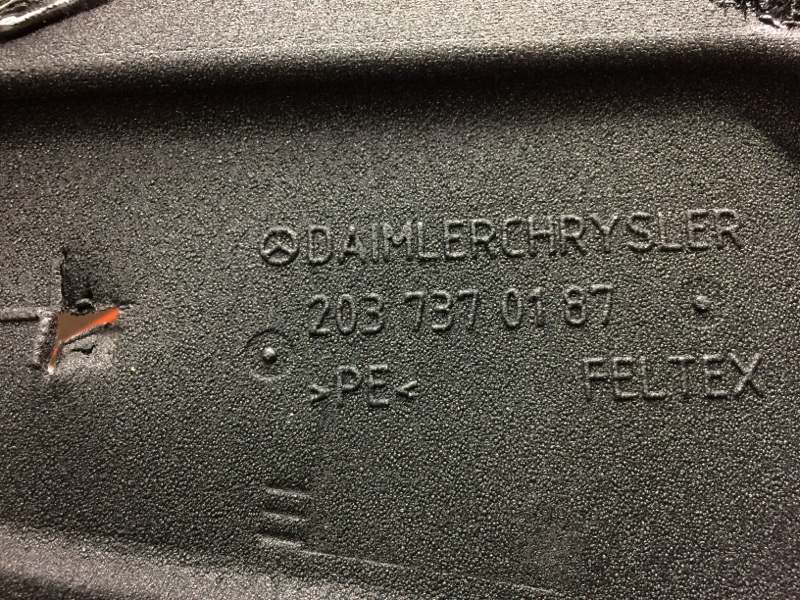 DAIMLERCHRYSLER
203 737 01 87
>PE< FELTEX